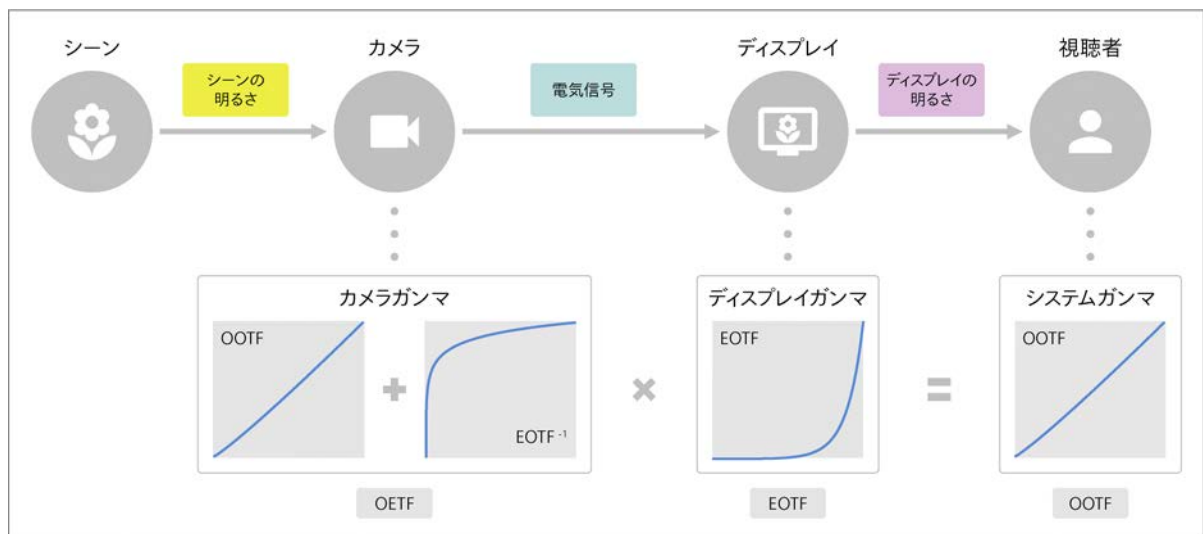 シーン
カメラ
ディスプレイ
視聴者
シーンの
明るさ
電気信号
ディスプレイの
明るさ
カメラガンマ
ディスプレイガンマ
システムガンマ
OOTF
+
EOTF -1
×
EOTF
=
OOTF
OETF
EOTF
OOTF